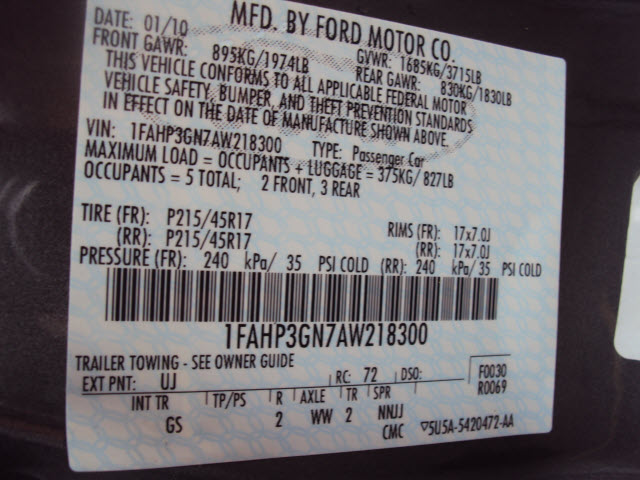 DATE: 01/10 MFD. BY FORD MOTOR CO.
FRONT GAWR: 895KG/1974LB GVWR: 1685KG/3715LB
REAR GAWR: 830KG/1830LB
THIS VEHICLE CONFORMS TO ALL APPLICABLE FEDERAL MOTOR
VEHICLE SAFETY, BUMPER, AND THEFT PREVENTION STANDARDS
IN EFFECT ON THE DATE OF MANUFACTURE SHOWN ABOVE.
VIN: 1FAHP3GN7AW218300 TYPE: Passenger Car
MAXIMUM LOAD = OCCUPANTS + LUGGAGE = 375KG/ 827LB
OCCUPANTS = 5 TOTAL; 2 FRONT, 3 REAR
TIRE (FR): P215/45R17 RIMS (FR): 17x7.0J
(RR): P215/45R17 (RR): 17x7.0J
PRESSURE (FR): 240 kPa/ 35 PSI COLD (RR): 240 kPa/ 35 PSI COLD
1FAHP3GN7AW218300
TRAILER TOWING - SEE OWNER GUIDE
EXT PNT: UJ RC: 72 DSO: F0030
R0069
INT TR TP/PS R AXLE TR SPR
GS 2 WW 2 NNUJ
CMC ▽5U5A-5420472-AA